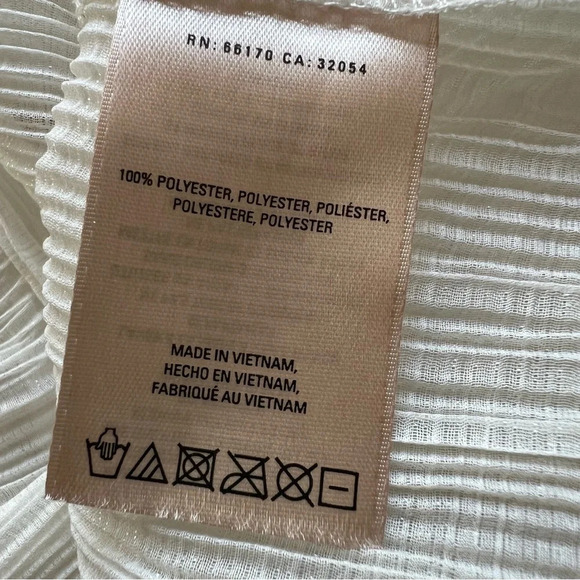 RN: 66170 CA: 32054
100% POLYESTER, POLYESTER, POLIÉSTER,
POLYESTERE, POLYESTER
MADE IN VIETNAM,
HECHO EN VIETNAM,
FABRIQUÉ AU VIETNAM